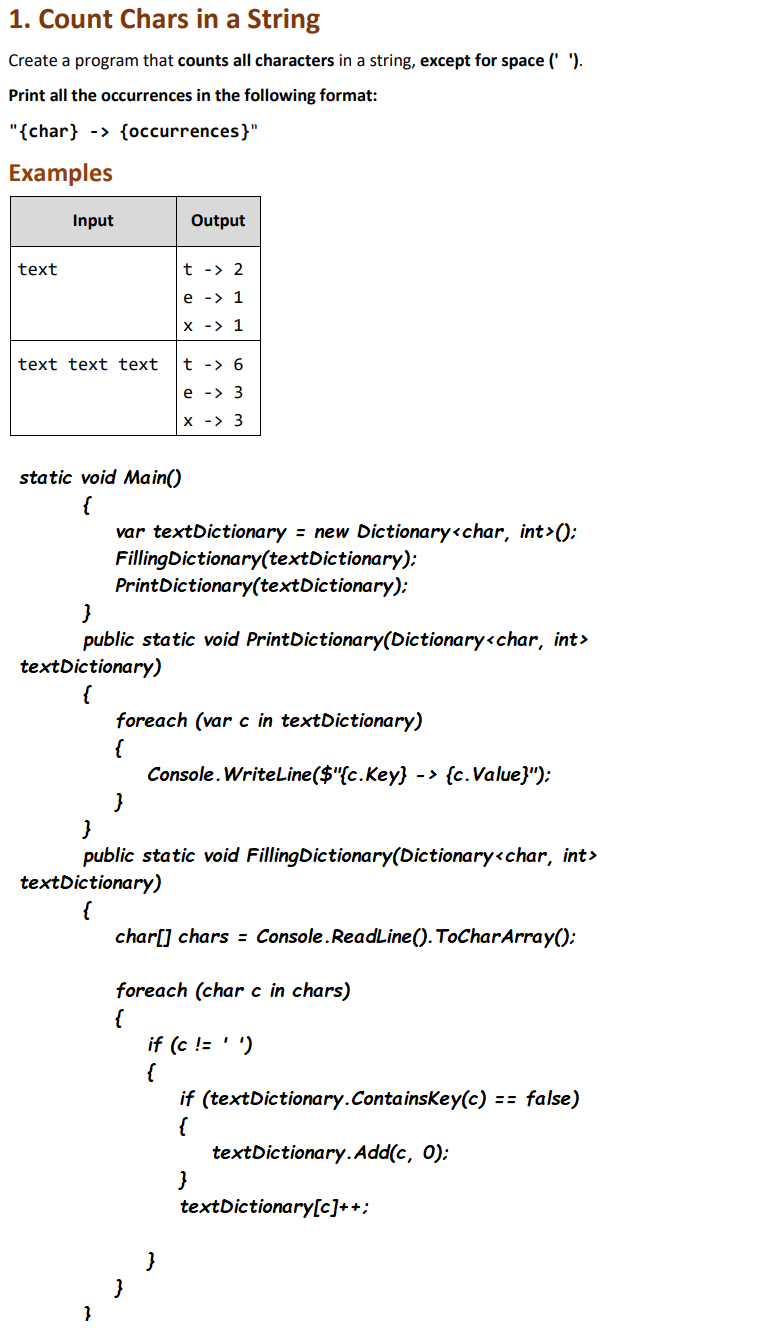 1. Count Chars in a String
Create a program that counts all characters in a string, except for space (' ').
Print all the occurrences in the following format:
"{char} -> {occurrences}"
Examples
Input Output
text t -> 2
e -> 1
x -> 1
text text text t -> 6
e -> 3
x -> 3
static void Main()
{
var textDictionary = new Dictionary<char, int>();
FillingDictionary(textDictionary);
PrintDictionary(textDictionary);
}
public static void PrintDictionary(Dictionary<char, int>
textDictionary)
{
foreach (var c in textDictionary)
{
Console.WriteLine($"{c.Key} -> {c.Value}");
}
}
public static void FillingDictionary(Dictionary<char, int>
textDictionary)
{
char[] chars = Console.ReadLine().ToCharArray();
foreach (char c in chars)
{
if (c != ' ')
{
if (textDictionary.ContainsKey(c) == false)
{
textDictionary.Add(c, 0);
}
textDictionary[c]++;
}
}
}